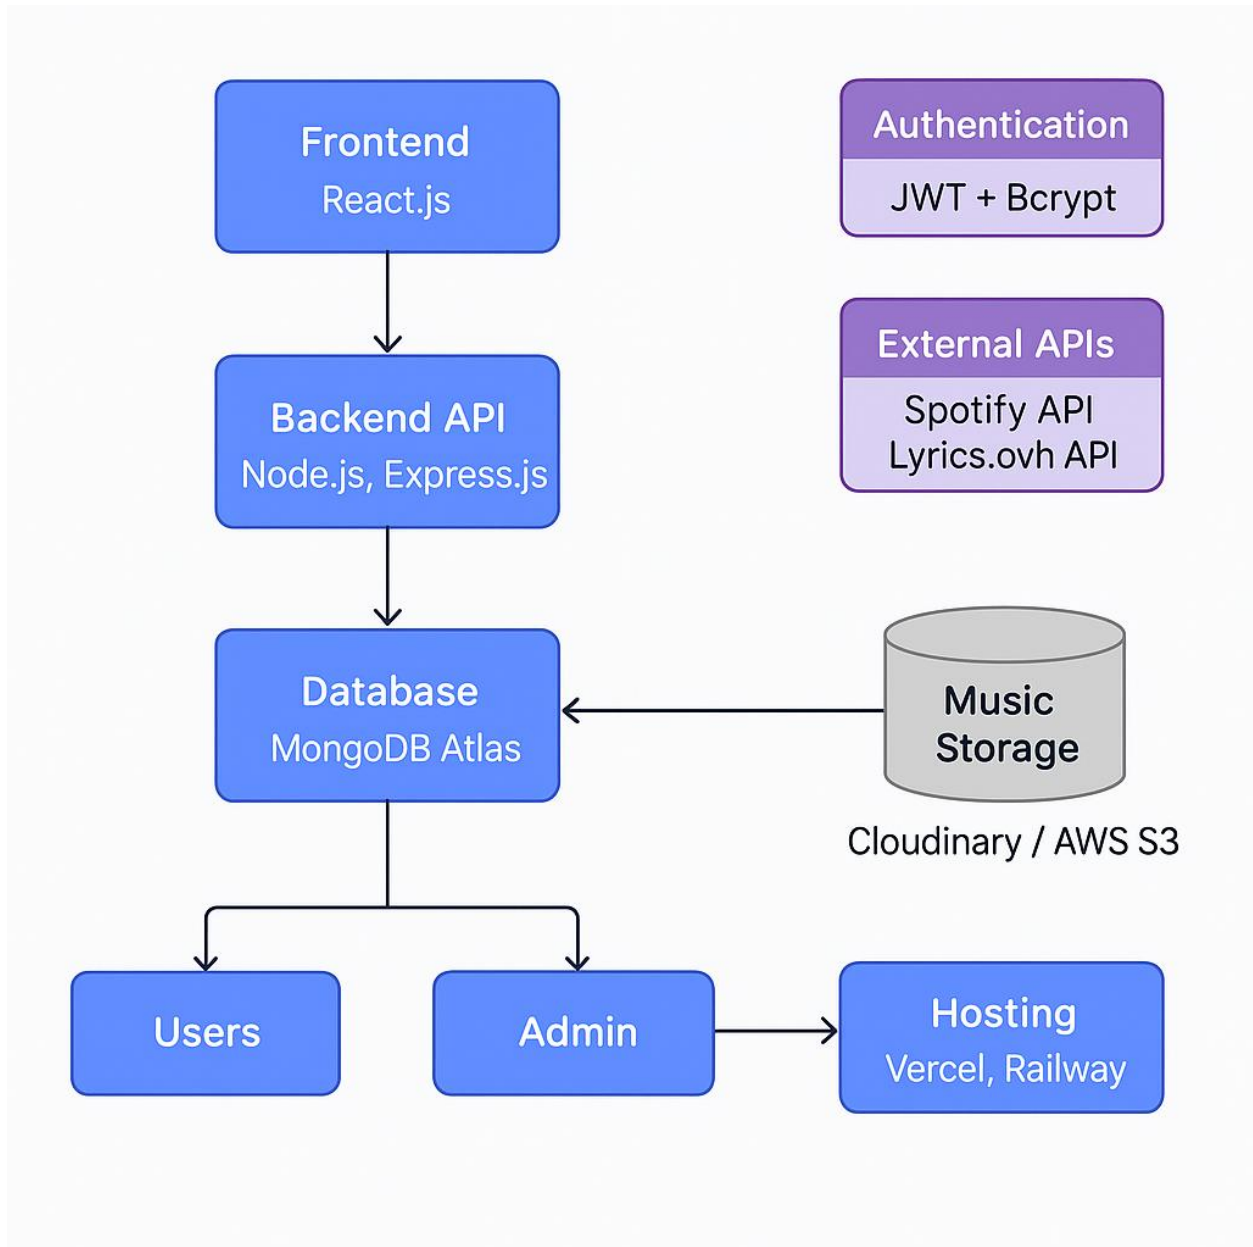 Frontend
React.js
Authentication
JWT + Bcrypt
External APIs
Spotify API
Lyrics.ovh API
Backend API
Node.js, Express.js
Database
MongoDB Atlas
Music
Storage
Cloudinary / AWS S3
Users
Admin
Hosting
Vercel, Railway